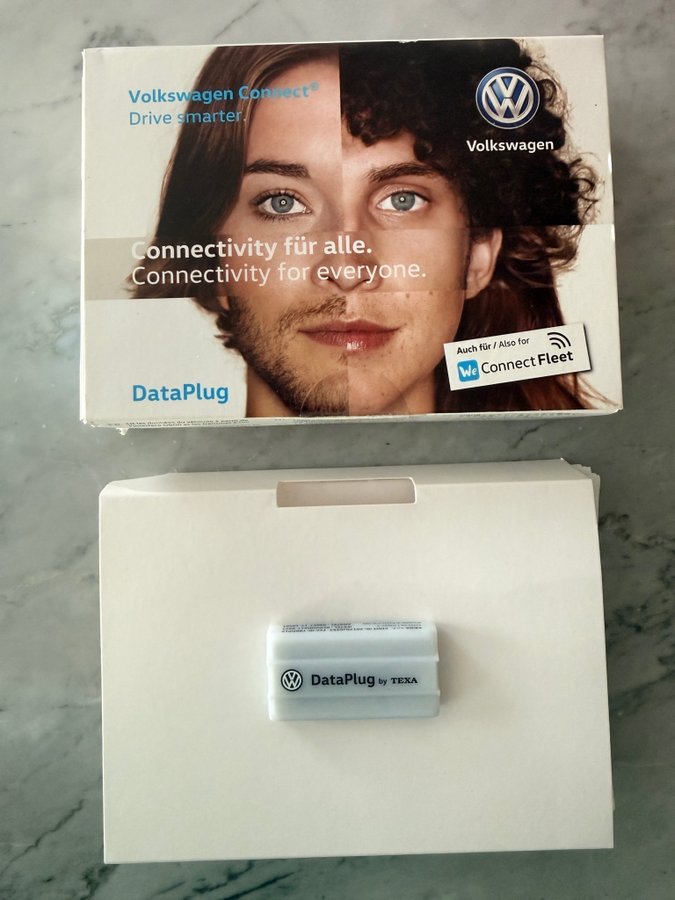 Volkswagen Connect®
Drive smarter.
Volkswagen
Connectivity für alle.
Connectivity for everyone.
Auch für / Also for
We Connect Fleet
DataPlug
DataPlug by TEXA